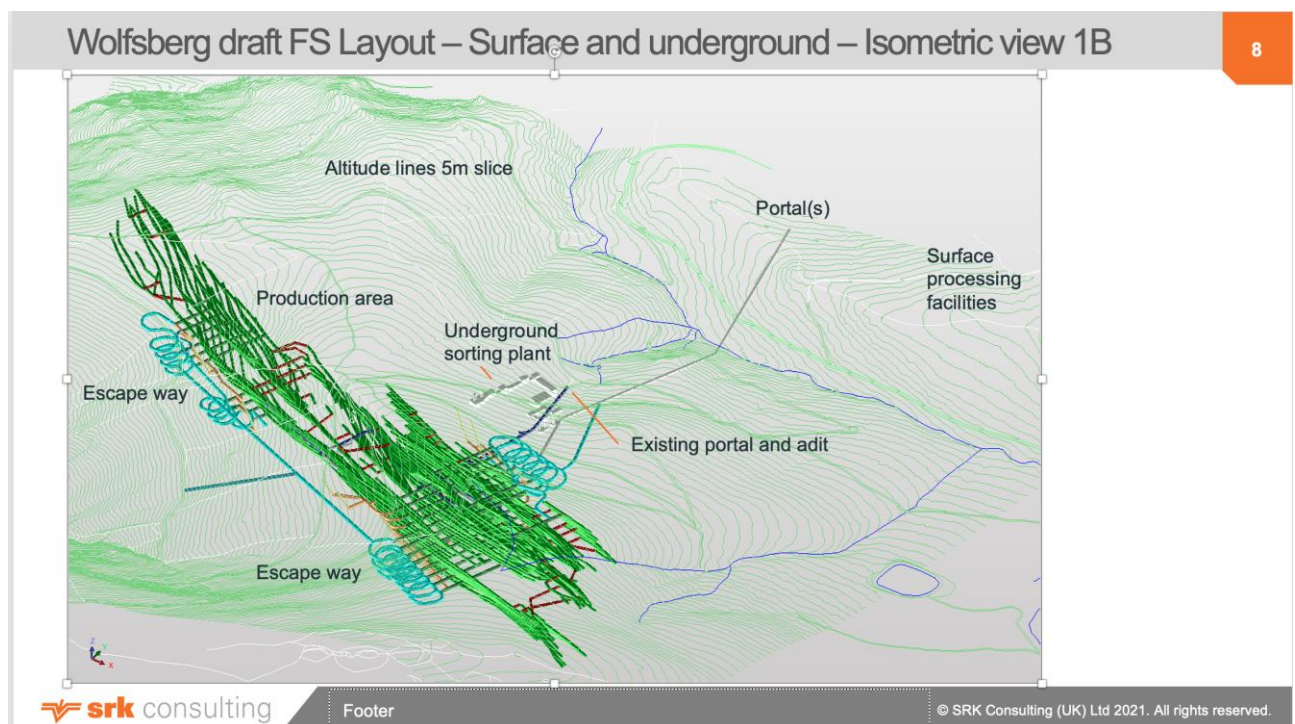 Wolfsberg draft FS Layout – Surface and underground – Isometric view 1B
8
Altitude lines 5m slice
Portal(s)
Surface
processing
facilities
Production area
Underground
sorting plant
Escape way
Existing portal and adit
Escape way
Z
Y
X
srk consulting
Footer
© SRK Consulting (UK) Ltd 2021. All rights reserved.